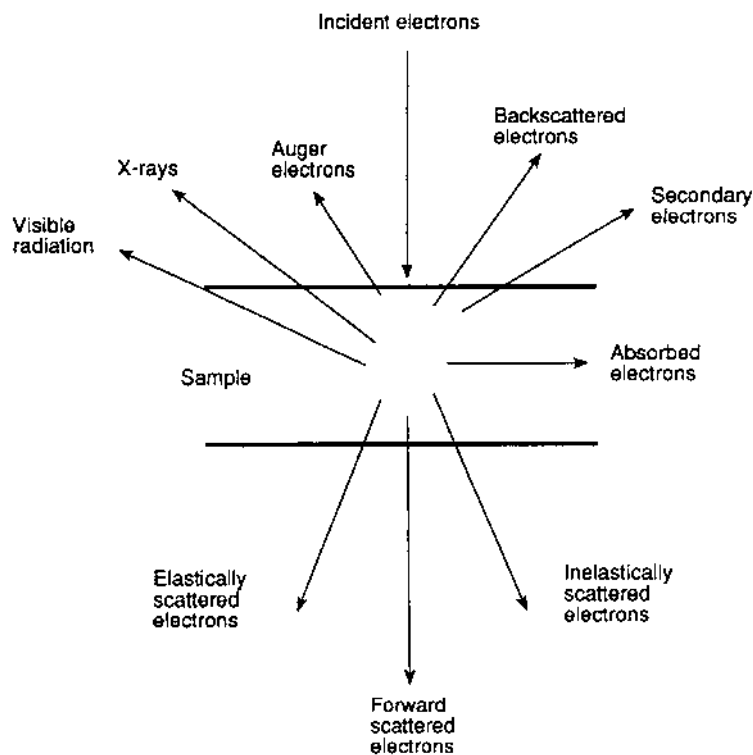 Incident electrons
Backscattered
electrons
Auger
electrons
X-rays
Secondary
electrons
Visible
radiation
Absorbed
electrons
Sample
Elastically
scattered
electrons
Inelastically
scattered
electrons
Forward
scattered
electrons